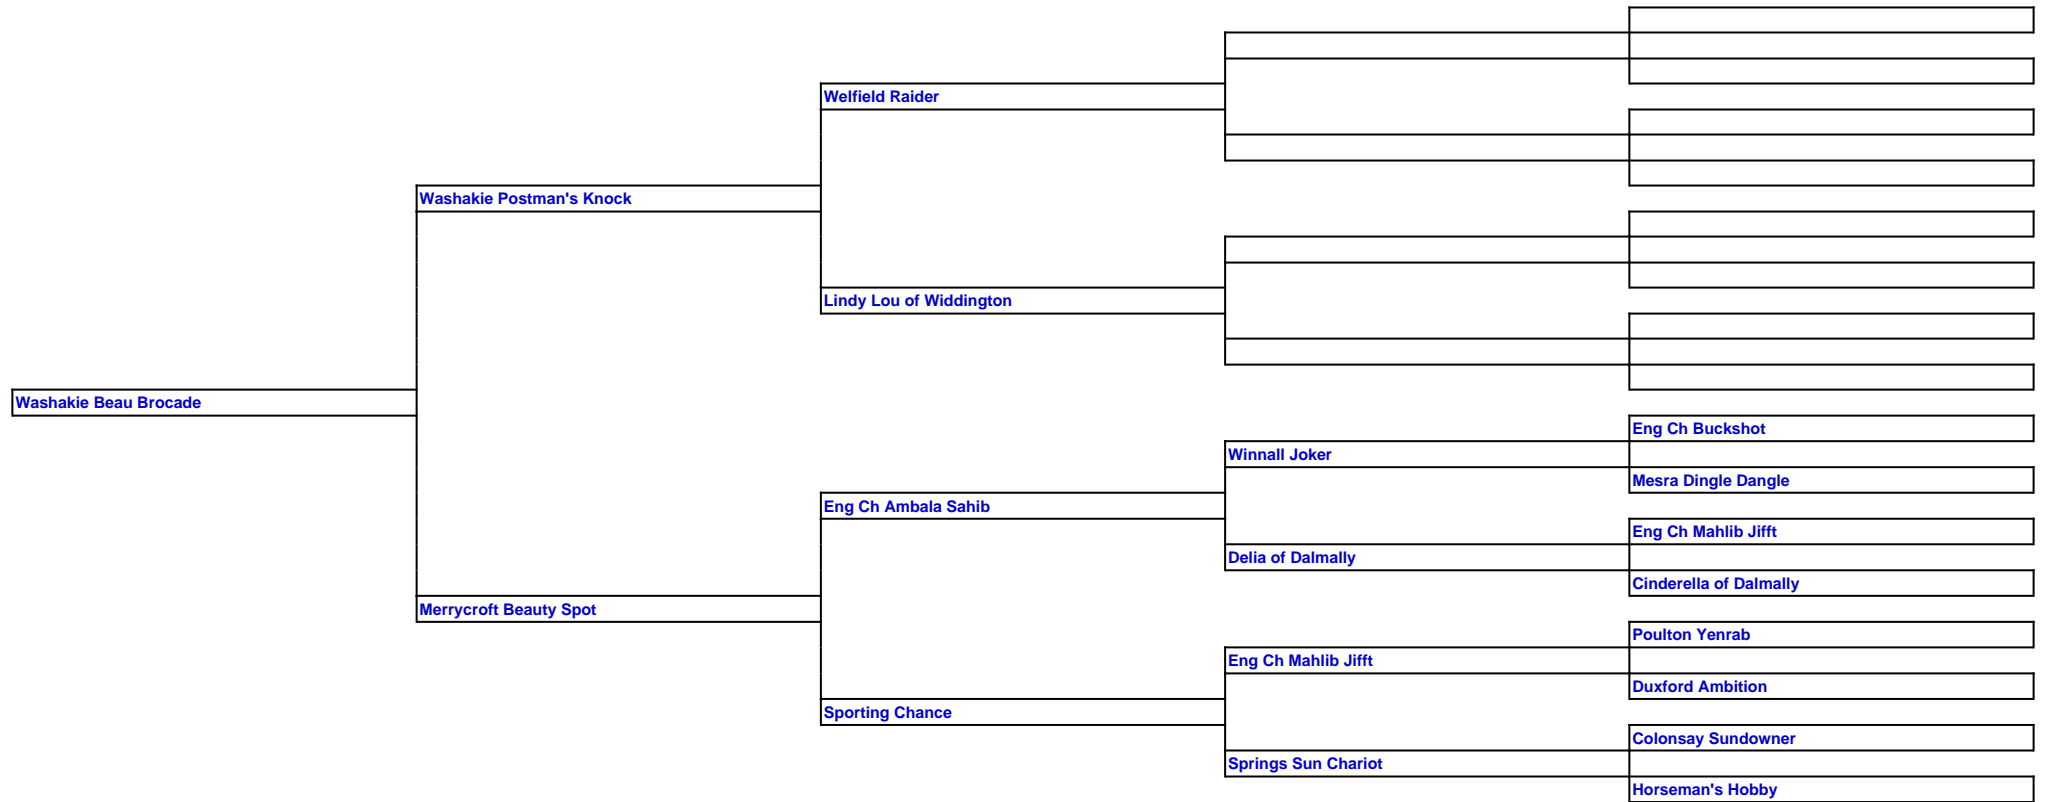 Welfield Raider
Washakie Postman's Knock
Lindy Lou of Widdington
Washakie Beau Brocade
Eng Ch Buckshot
Winnall Joker
Mesra Dingle Dangle
Eng Ch Ambala Sahib
Eng Ch Mahlib Jifft
Delia of Dalmally
Cinderella of Dalmally
Merrycroft Beauty Spot
Poulton Yenrab
Eng Ch Mahlib Jifft
Duxford Ambition
Sporting Chance
Colonsay Sundowner
Springs Sun Chariot
Horseman's Hobby